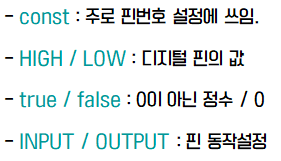 - const : 주로 핀번호 설정에 쓰임.
- HIGH / LOW : 디지털 핀의 값
- true / false : 0이 아닌 정수 / 0
- INPUT / OUTPUT : 핀 동작설정